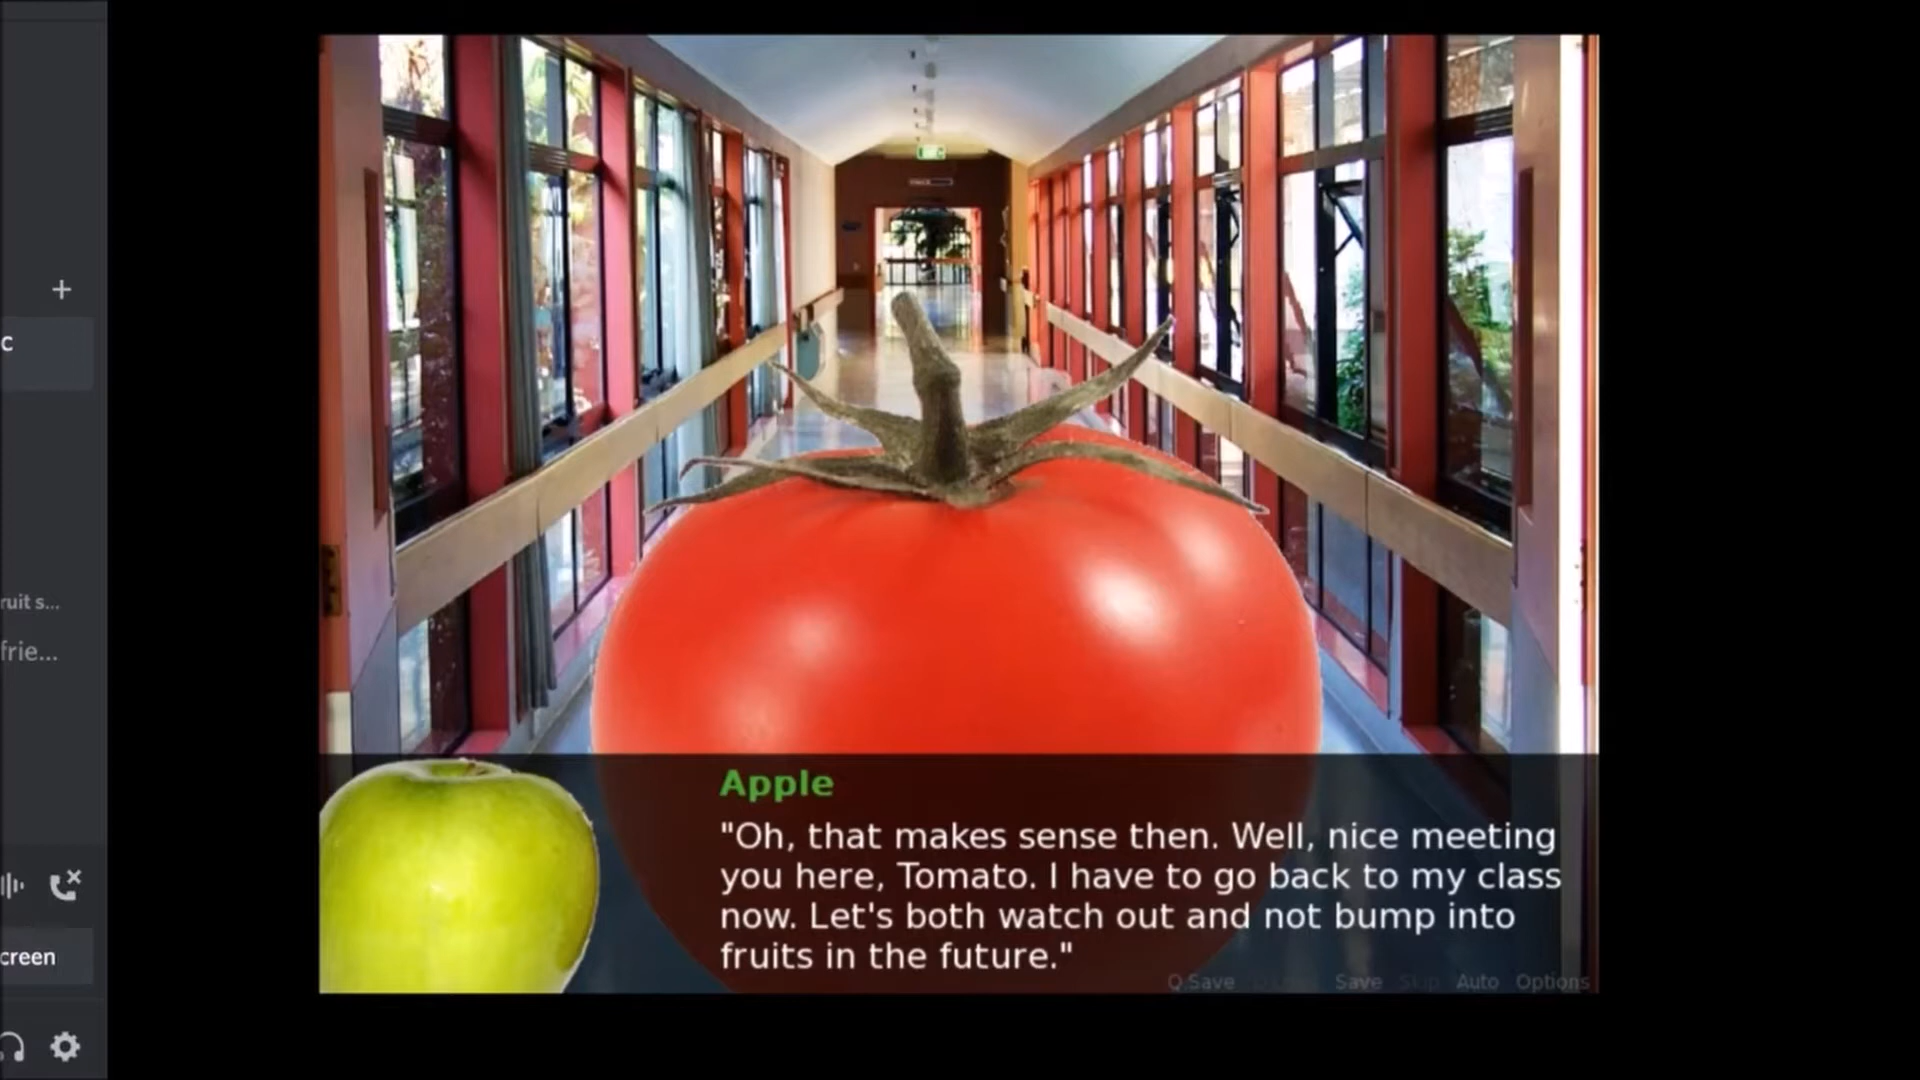 c
ruit s...
frie...
creen
Apple
"Oh, that makes sense then. Well, nice meeting
you here, Tomato. I have to go back to my class
now. Let's both watch out and not bump into
fruits in the future."
Q.Save Save Skip Auto Options